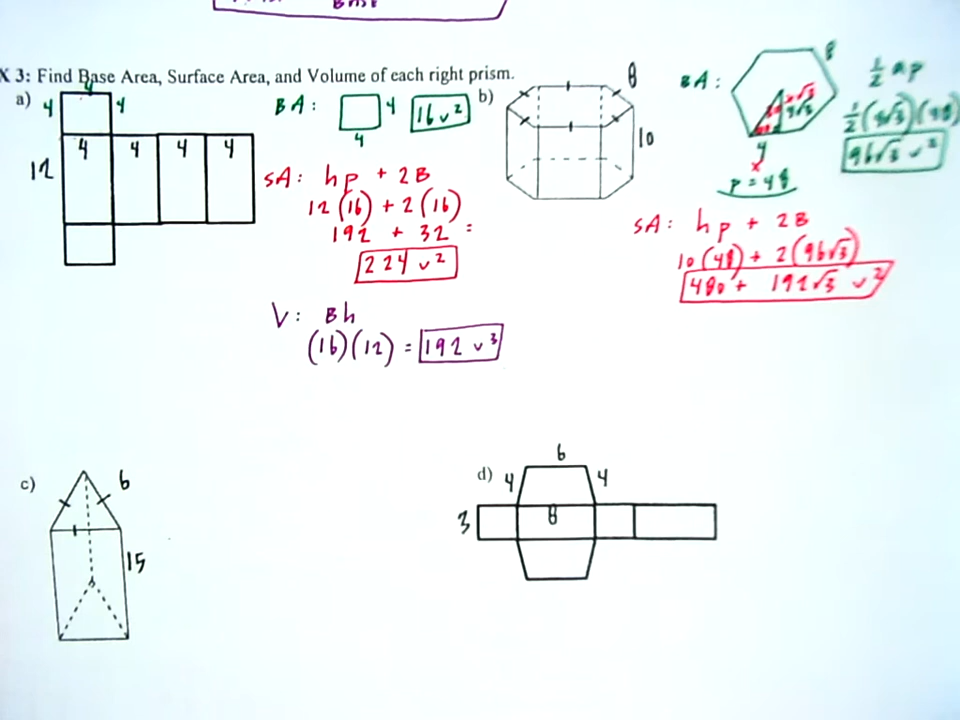 BASE
X 3: Find Base Area, Surface Area, and Volume of each right prism.
a)
4
4
4
12
4 4 4 4
BA: 4 16 u²
4
SA: hp + 2B
12(16) + 2(16)
192 + 32 =
224 u²
V: Bh
(16)(12) = 192 u³
b)
8
10
BA:
8
x√3
4√3
4
x
p = 48
½ ap
½(4√3)(48)
96√3 u²
SA: hp + 2B
10(48) + 2(96√3)
480 + 192√3 u²
c)
6
15
d)
6
4 4
3 8